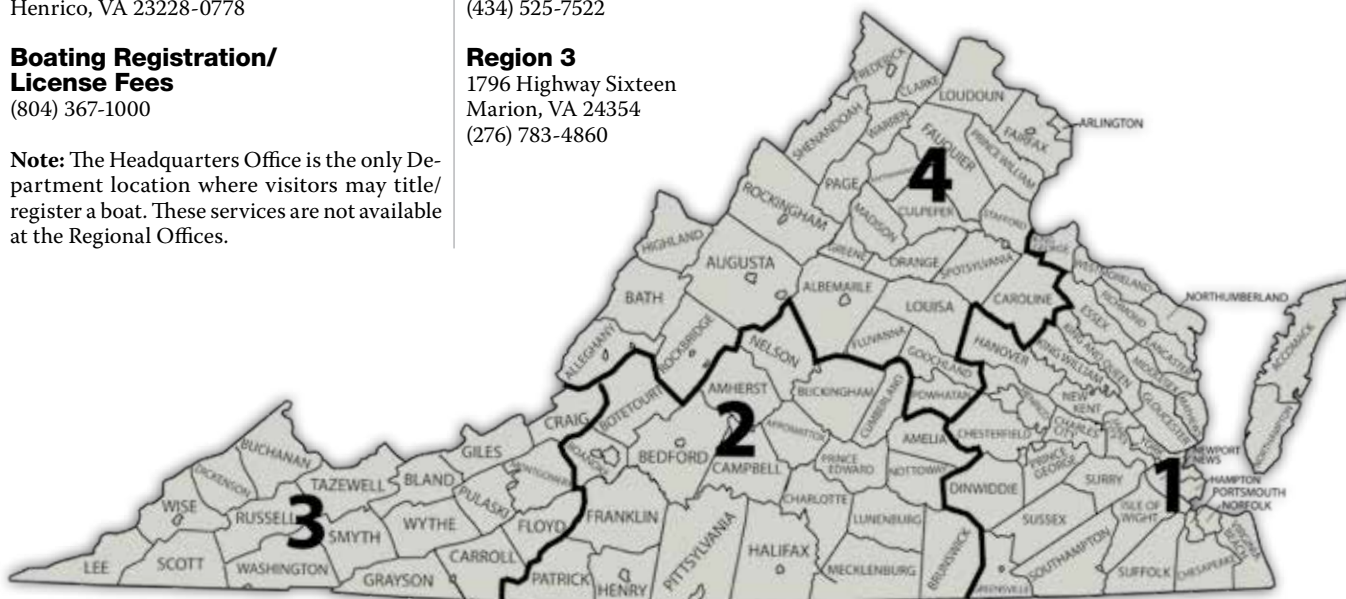 Henrico, VA 23228-0778
Boating Registration/
License Fees
(804) 367-1000
Note: The Headquarters Office is the only De-
partment location where visitors may title/
register a boat. These services are not available
at the Regional Offices.
(434) 525-7522
Region 3
1796 Highway Sixteen
Marion, VA 24354
(276) 783-4860
FREDERICK
CLARKE
LOUDOUN
SHENANDOAH
WARREN
FAUQUIER
PRINCE WILLIAM
FAIRFAX
ARLINGTON
4
PAGE
ROCKINGHAM
MADISON
CULPEPER
STAFFORD
HIGHLAND
AUGUSTA
GREENE
ORANGE
SPOTSYLVANIA
GEORGE
WESTMORELAND
BATH
ALBEMARLE
LOUISA
CAROLINE
ESSEX
RICHMOND
NORTHUMBERLAND
ACCOMACK
ALLEGHANY
ROCKBRIDGE
NELSON
FLUVANNA
GOOCHLAND
HANOVER
KING WILLIAM
KING AND QUEEN
LANCASTER
MIDDLESEX
CRAIG
BOTETOURT
AMHERST
BUCKINGHAM
CUMBERLAND
POWHATAN
HENRICO
NEW
KENT
GLOUCESTER
MATHEWS
NORTHAMPTON
2
BUCHANAN
GILES
ROANOKE
BEDFORD
CAMPBELL
APPOMATTOX
PRINCE
EDWARD
AMELIA
CHESTERFIELD
CHARLES
CITY
YORK
NEWPORT
NEWS
DICKENSON
TAZEWELL
BLAND
MONTGOMERY
NOTTOWAY
PRINCE
GEORGE
SURRY
1
HAMPTON
PORTSMOUTH
NORFOLK
WISE
RUSSELL
3
SMYTH
WYTHE
PULASKI
FLOYD
FRANKLIN
PITTSYLVANIA
CHARLOTTE
LUNENBURG
DINWIDDIE
SUSSEX
ISLE OF
WIGHT
VIRGINIA
BEACH
LEE
SCOTT
WASHINGTON
GRAYSON
CARROLL
PATRICK
HENRY
HALIFAX
MECKLENBURG
BRUNSWICK
GREENSVILLE
SOUTHAMPTON
SUFFOLK
CHESAPEAKE